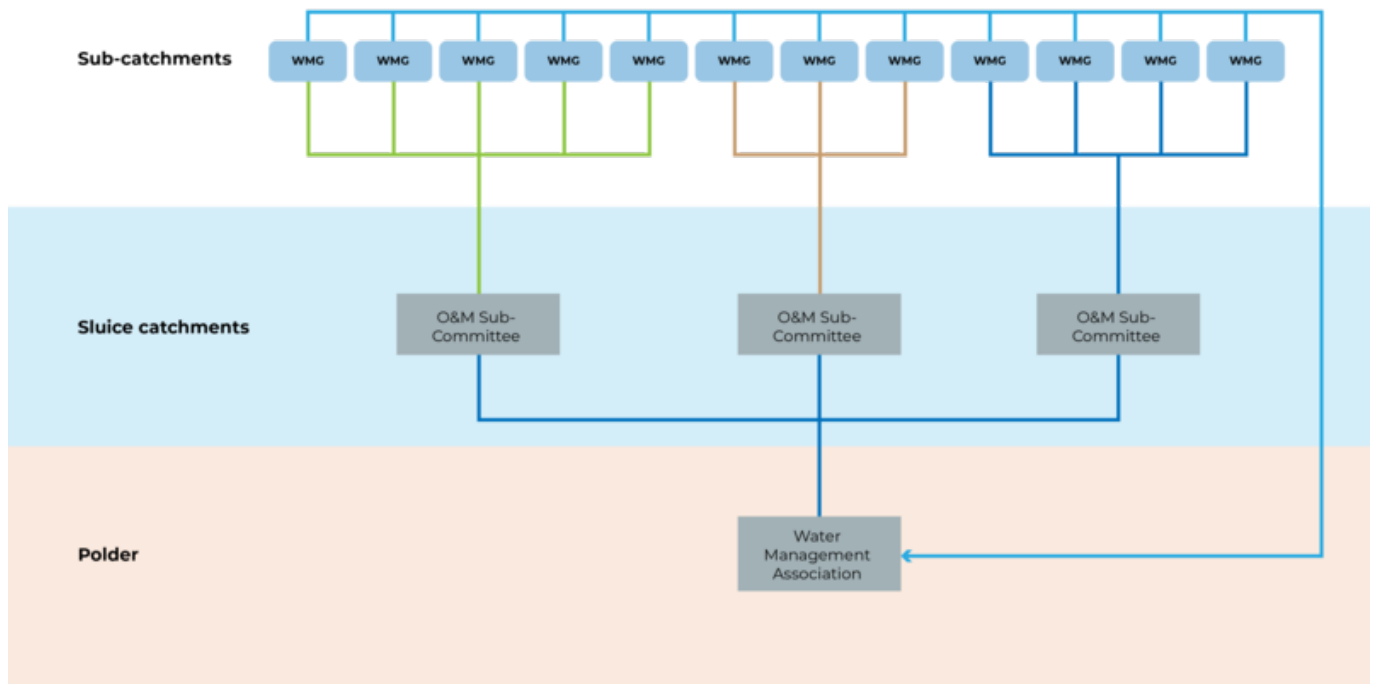 Sub-catchments
WMG WMG WMG WMG WMG WMG WMG WMG WMG WMG WMG WMG
Sluice catchments
O&M Sub-
Committee
O&M Sub-
Committee
O&M Sub-
Committee
Polder
Water
Management
Association